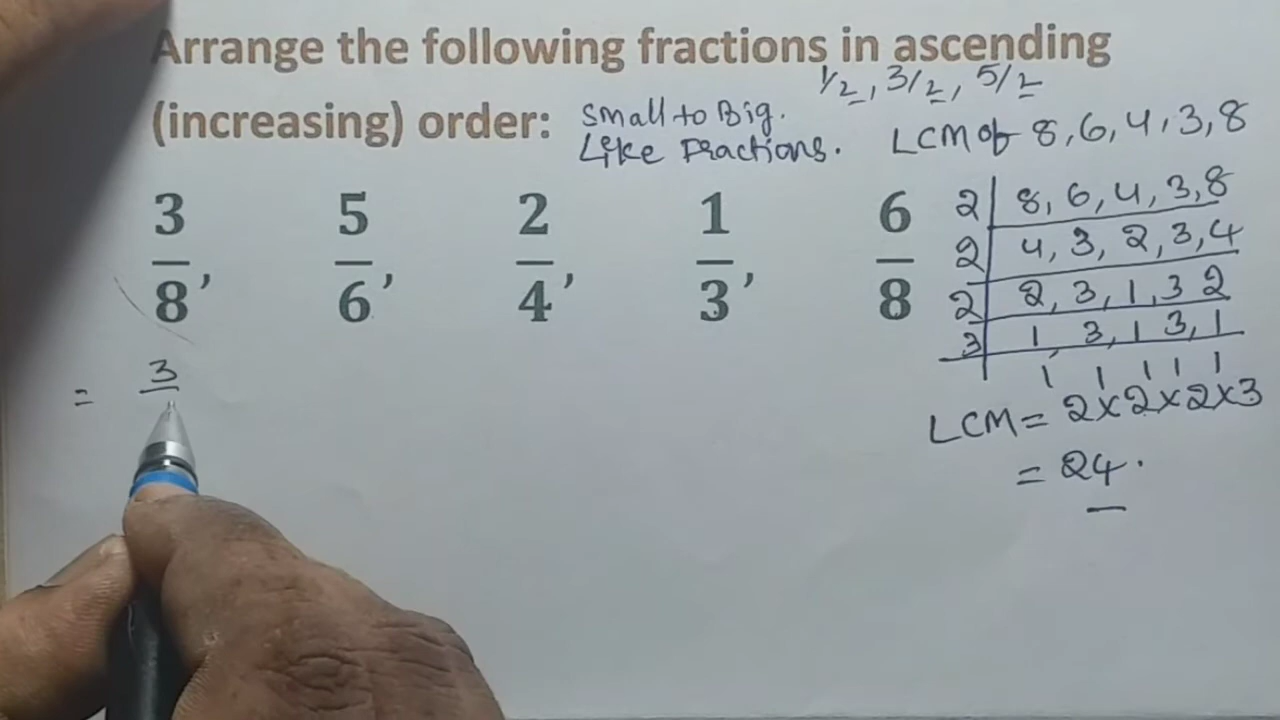 Arrange the following fractions in ascending
(increasing) order:
1/2, 3/2, 5/2
Small to Big.
Like Fractions.
LCM of 8, 6, 4, 3, 8
3/8, 5/6, 2/4, 1/3, 6/8
2 | 8, 6, 4, 3, 8
2 | 4, 3, 2, 3, 4
2 | 2, 3, 1, 3 2
3 | 1, 3, 1 3, 1
1 1 1 1 1
LCM = 2×2×2×3
= 24.
= 3